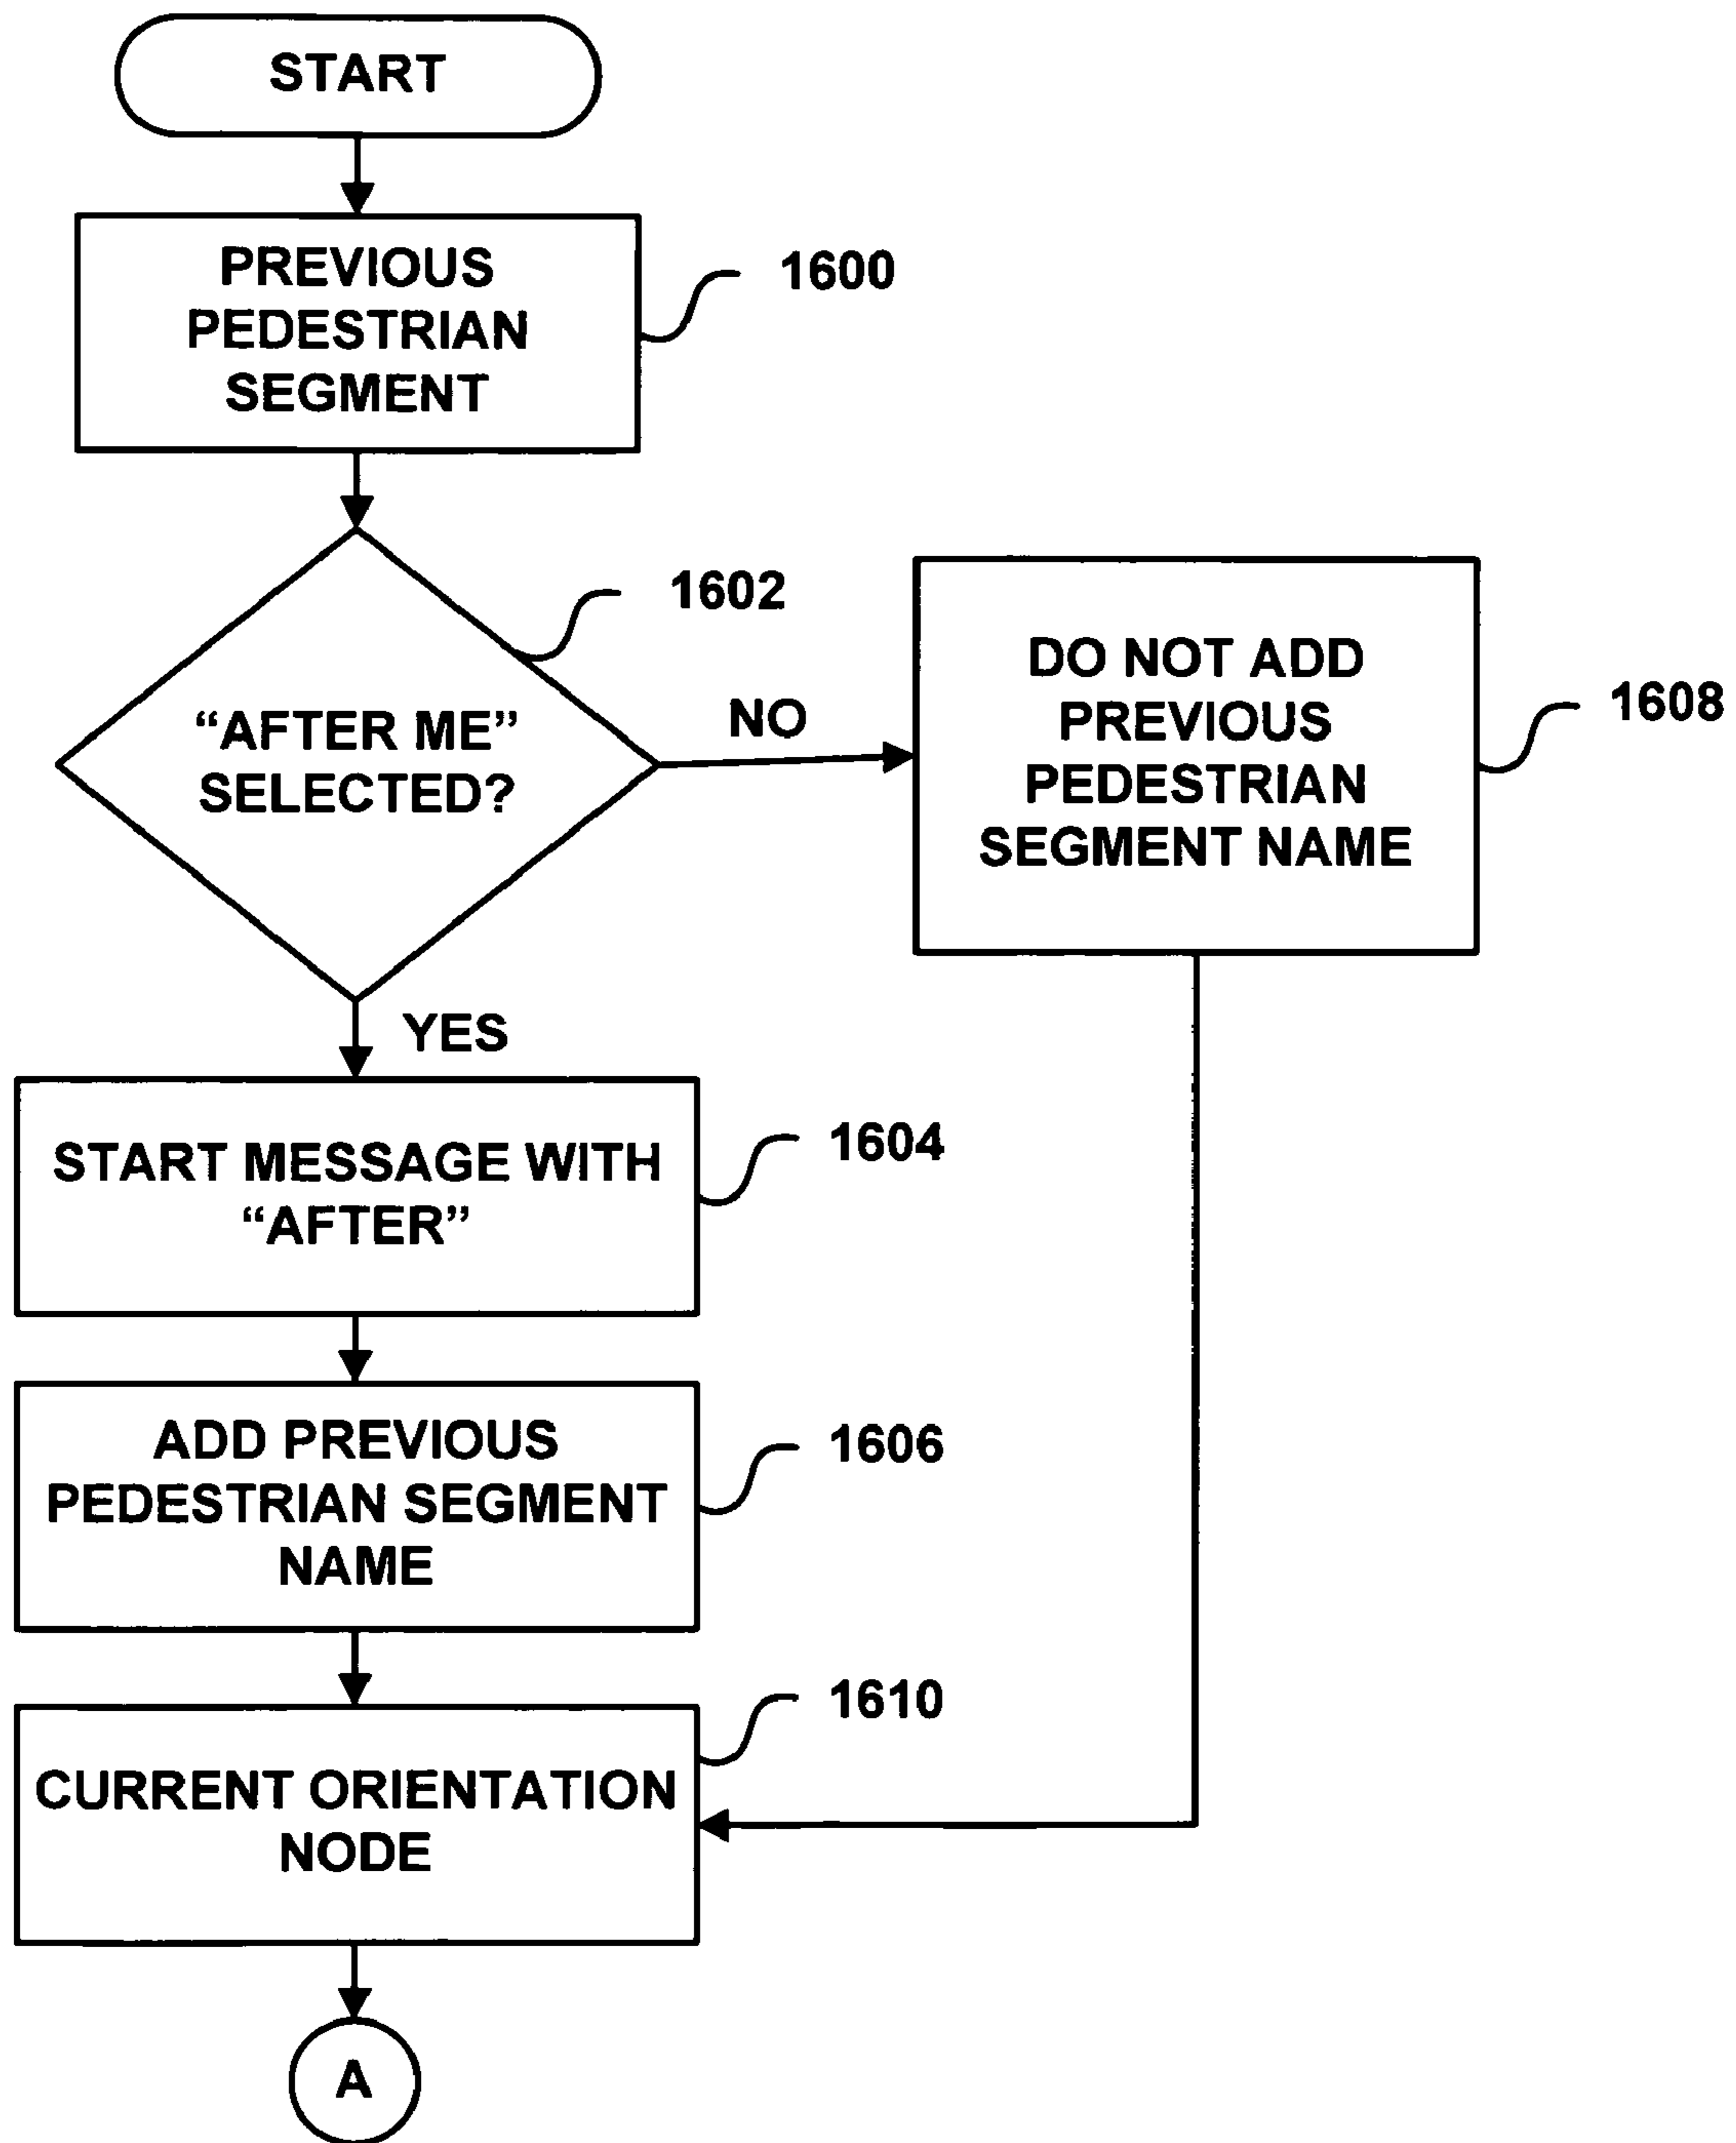 START
PREVIOUS
PEDESTRIAN
SEGMENT
1600
1602
“AFTER ME”
SELECTED?
NO
DO NOT ADD
PREVIOUS
PEDESTRIAN
SEGMENT NAME
1608
YES
START MESSAGE WITH
“AFTER”
1604
ADD PREVIOUS
PEDESTRIAN SEGMENT
NAME
1606
1610
CURRENT ORIENTATION
NODE
A